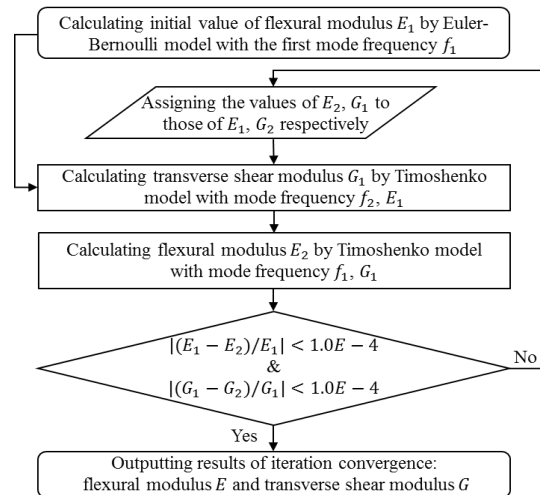 Calculating initial value of flexural modulus E₁ by Euler-
Bernoulli model with the first mode frequency f₁
Assigning the values of E₂, G₁ to
those of E₁, G₂ respectively
Calculating transverse shear modulus G₁ by Timoshenko
model with mode frequency f₂, E₁
Calculating flexural modulus E₂ by Timoshenko model
with mode frequency f₁, G₁
|(E₁ − E₂)/E₁| < 1.0E − 4
&
|(G₁ − G₂)/G₁| < 1.0E − 4
No
Yes
Outputting results of iteration convergence:
flexural modulus E and transverse shear modulus G